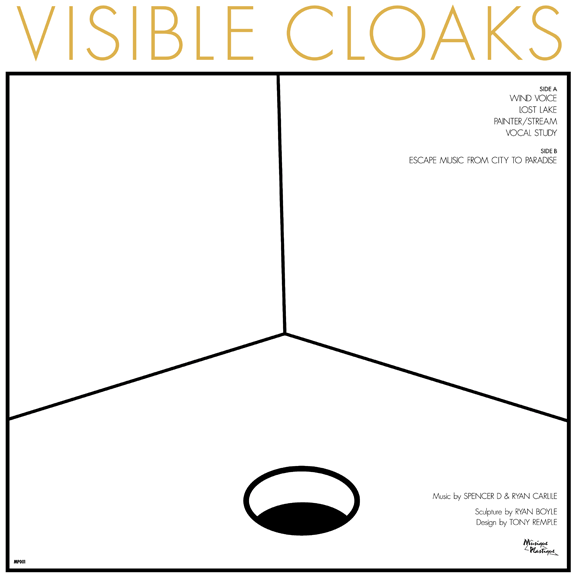 VISIBLE CLOAKS
SIDE A
WIND VOICE
LOST LAKE
PAINTER/STREAM
VOCAL STUDY
SIDE B
ESCAPE MUSIC FROM CITY TO PARADISE
Music by SPENCER D & RYAN CARLILE
Sculpture by RYAN BOYLE
Design by TONY REMPLE
Musique
Plastique
MP001